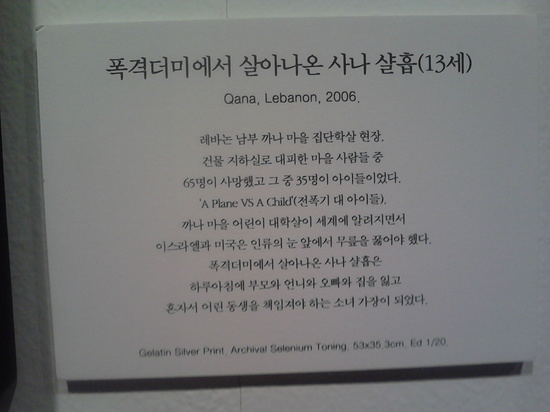 폭격더미에서 살아나온 사나 샬흡(13세)
Qana, Lebanon, 2006.
레바논 남부 까나 마을 집단학살 현장.
건물 지하실로 대피한 마을 사람들 중
65명이 사망했고 그 중 35명이 아이들이었다.
'A Plane VS A Child'(전폭기 대 아이들).
까나 마을 어린이 대학살이 세계에 알려지면서
이스라엘과 미국은 인류의 눈 앞에서 무릎을 꿇어야 했다.
폭격더미에서 살아나온 사나 샬흡은
하루아침에 부모와 언니와 오빠와 집을 잃고
혼자서 어린 동생을 책임져야 하는 소녀 가장이 되었다.
Gelatin Silver Print, Archival Selenium Toning. 53x35.3cm. Ed 1/20.